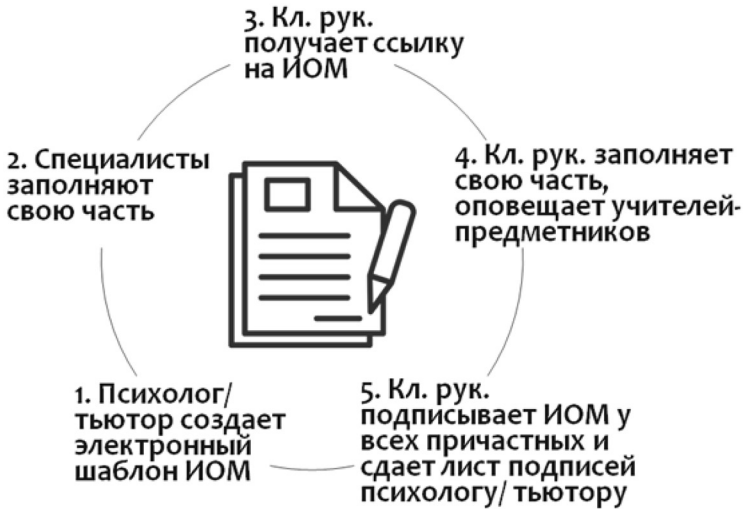 3. Кл. рук.
получает ссылку
на ИОМ
2. Специалисты
заполняют
свою часть
4. Кл. рук. заполняет
свою часть,
оповещает учителей-
предметников
1. Психолог/
тьютор создает
электронный
шаблон ИОМ
5. Кл. рук.
подписывает ИОМ у
всех причастных и
сдает лист подписей
психологу/ тьютору